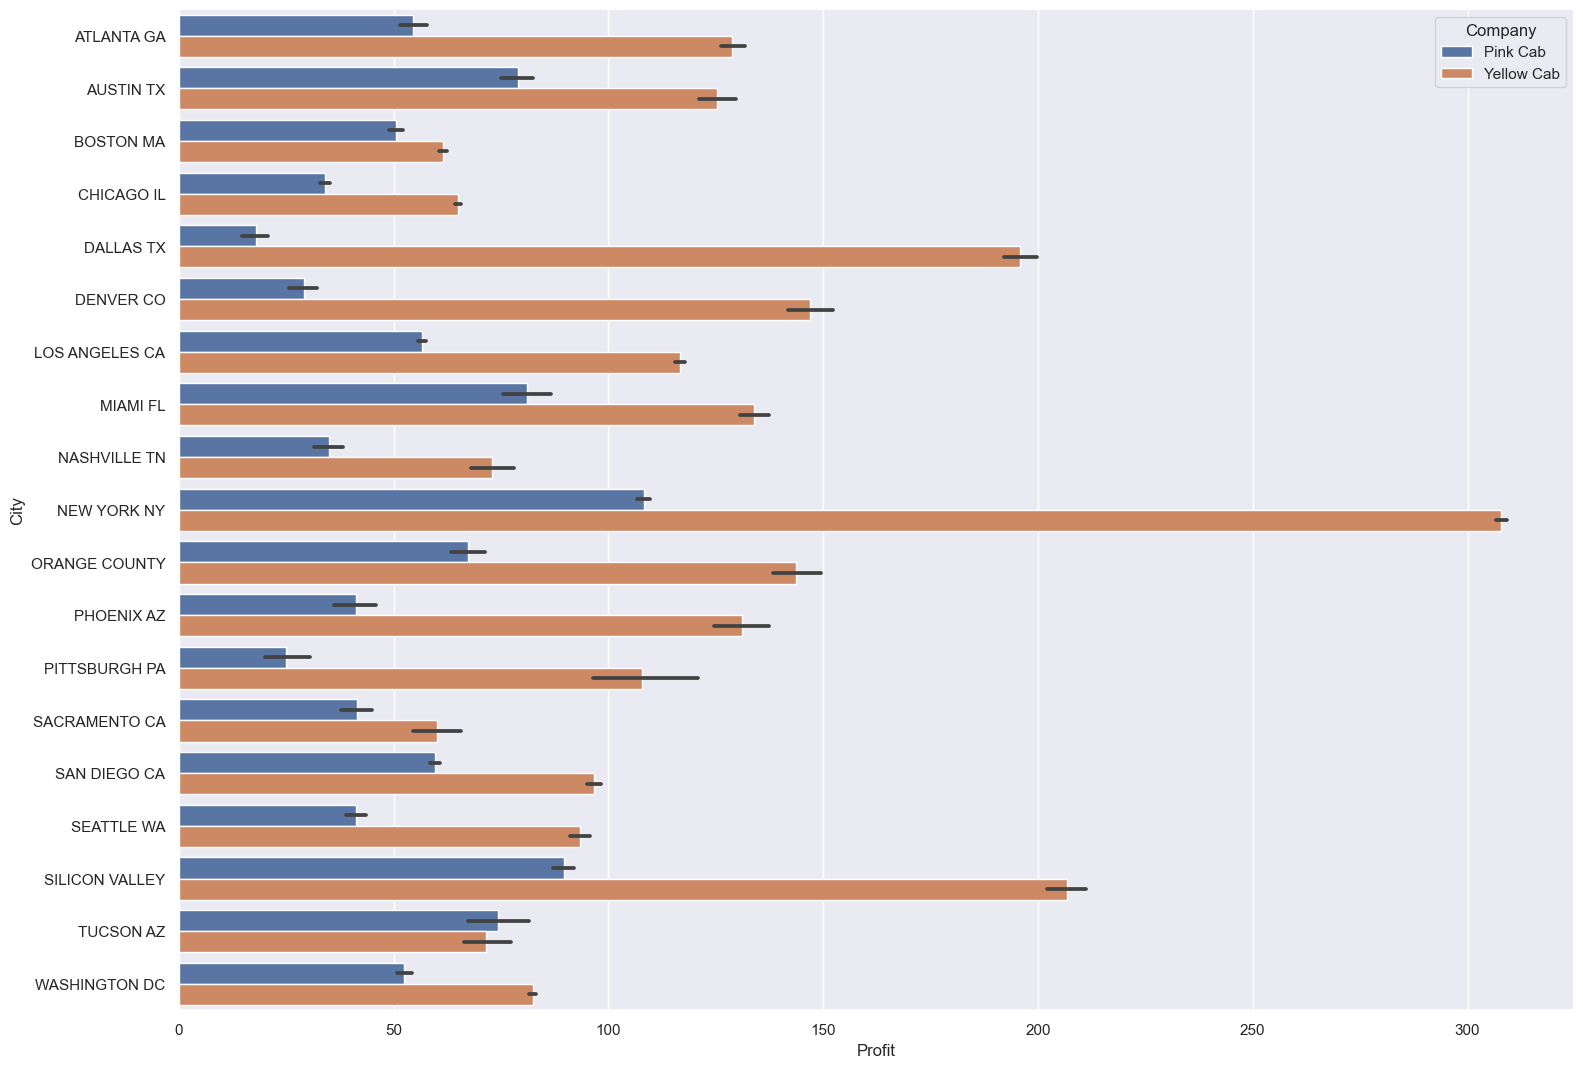 Company
Pink Cab
Yellow Cab
City
ATLANTA GA
AUSTIN TX
BOSTON MA
CHICAGO IL
DALLAS TX
DENVER CO
LOS ANGELES CA
MIAMI FL
NASHVILLE TN
NEW YORK NY
ORANGE COUNTY
PHOENIX AZ
PITTSBURGH PA
SACRAMENTO CA
SAN DIEGO CA
SEATTLE WA
SILICON VALLEY
TUCSON AZ
WASHINGTON DC
0 50 100 150 200 250 300
Profit